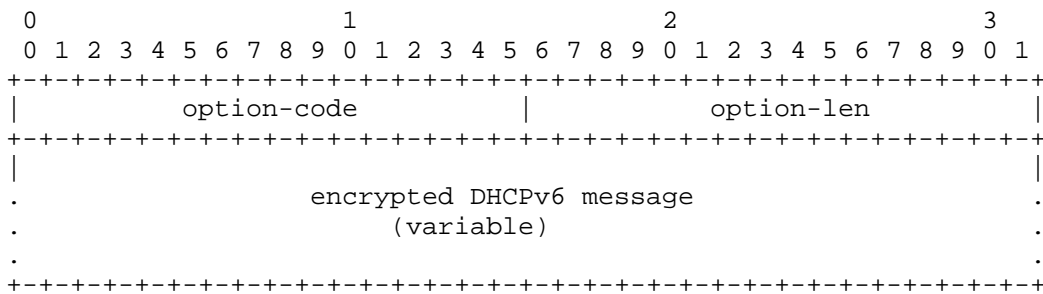 0                   1                   2                   3
 0 1 2 3 4 5 6 7 8 9 0 1 2 3 4 5 6 7 8 9 0 1 2 3 4 5 6 7 8 9 0 1
+-+-+-+-+-+-+-+-+-+-+-+-+-+-+-+-+-+-+-+-+-+-+-+-+-+-+-+-+-+-+-+-+
|          option-code          |           option-len          |
+-+-+-+-+-+-+-+-+-+-+-+-+-+-+-+-+-+-+-+-+-+-+-+-+-+-+-+-+-+-+-+-+
|                                                               |
.                  encrypted DHCPv6 message                     .
.                       (variable)                              .
.                                                               .
+-+-+-+-+-+-+-+-+-+-+-+-+-+-+-+-+-+-+-+-+-+-+-+-+-+-+-+-+-+-+-+-+